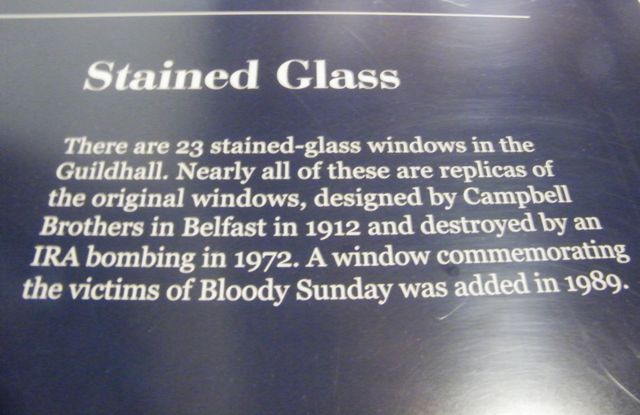 Stained Glass
There are 23 stained-glass windows in the
Guildhall. Nearly all of these are replicas of
the original windows, designed by Campbell
Brothers in Belfast in 1912 and destroyed by an
IRA bombing in 1972. A window commemorating
the victims of Bloody Sunday was added in 1989.